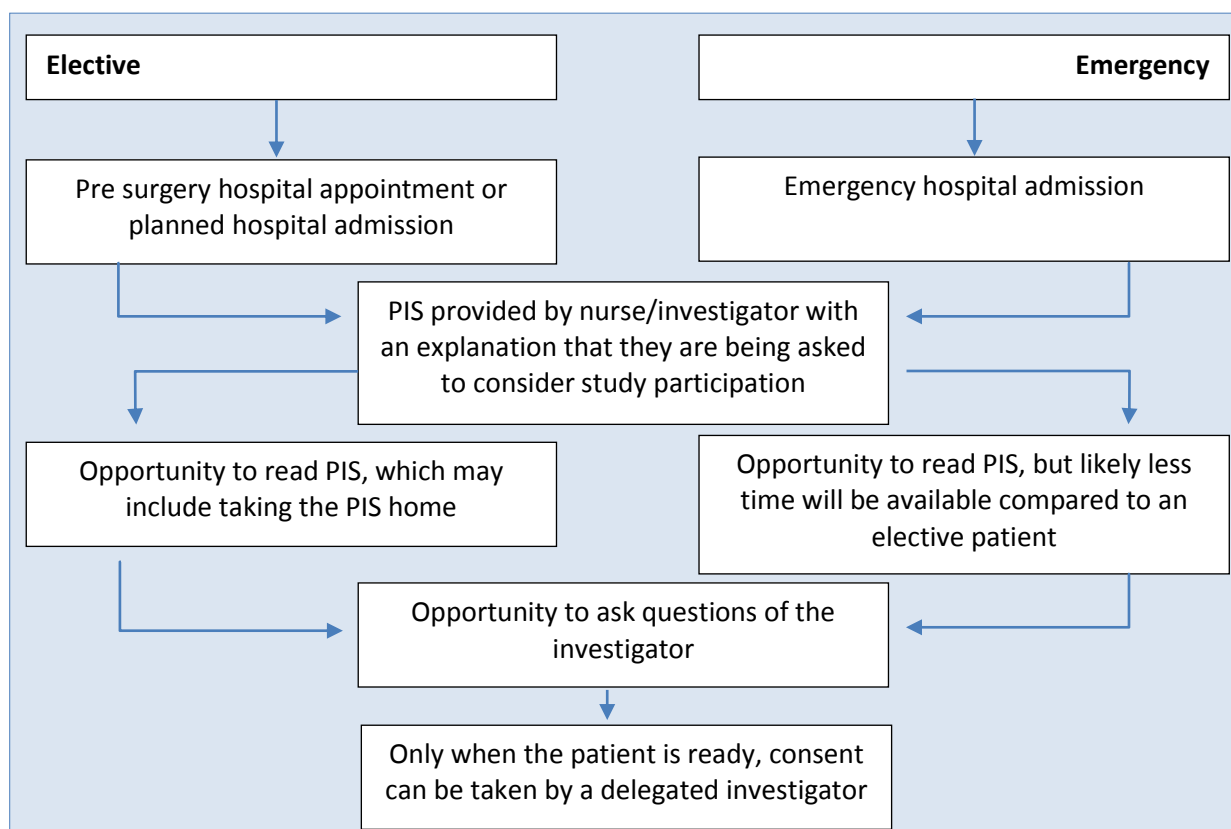 Elective
Emergency
Pre surgery hospital appointment or
planned hospital admission
Emergency hospital admission
PIS provided by nurse/investigator with
an explanation that they are being asked
to consider study participation
Opportunity to read PIS, which may
include taking the PIS home
Opportunity to read PIS, but likely less
time will be available compared to an
elective patient
Opportunity to ask questions of the
investigator
Only when the patient is ready, consent
can be taken by a delegated investigator